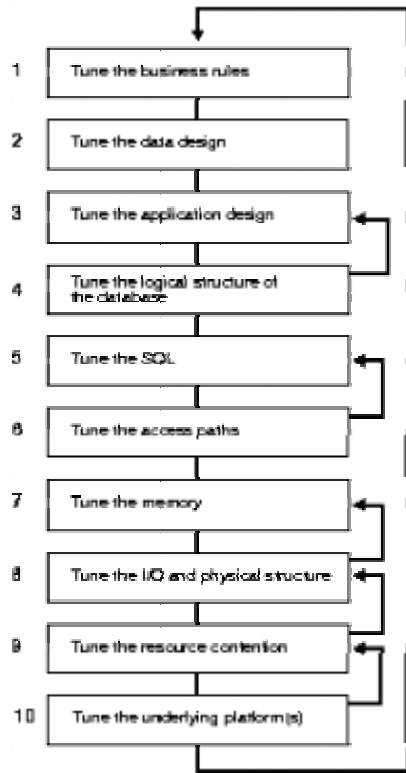 1 Tune the business rules
2 Tune the data design
3 Tune the application design
4 Tune the logical structure of
the database
5 Tune the SQL
6 Tune the access paths
7 Tune the memory
8 Tune the I/O and physical structure
9 Tune the resource contention
10 Tune the underlying platform(s)